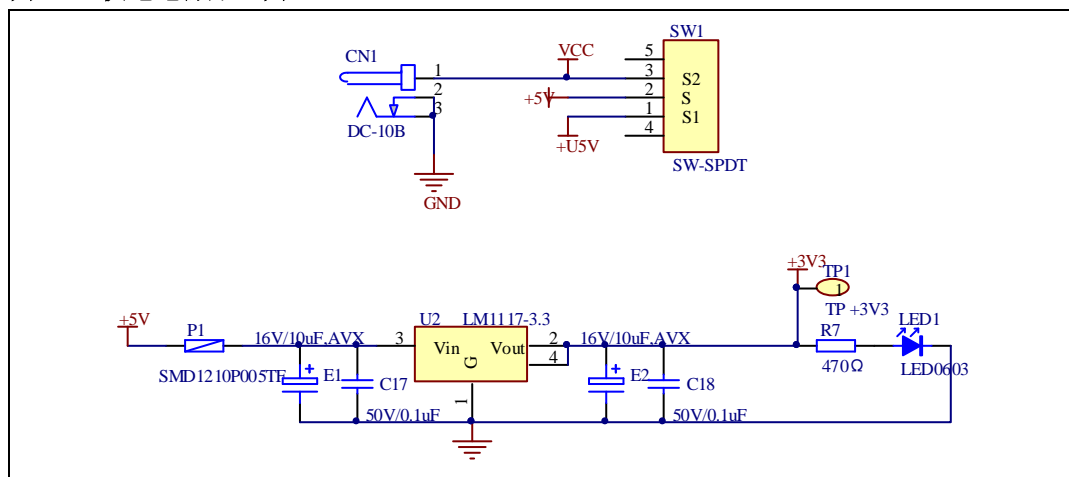 SW1
VCC
CN1
5
1
3
S2
2
2
S
+5V
3
1
S1
DC-10B
4
+U5V
SW-SPDT
GND
+3V3
TP1
1
+5V
P1
U2
LM1117-3.3
TP +3V3
R7
LED1
16V/10uF,AVX
3
Vin
Vout
2
16V/10uF,AVX
4
G
SMD1210P005TF
E1
C17
E2
C18
470Ω
LED0603
1
50V/0.1uF
50V/0.1uF